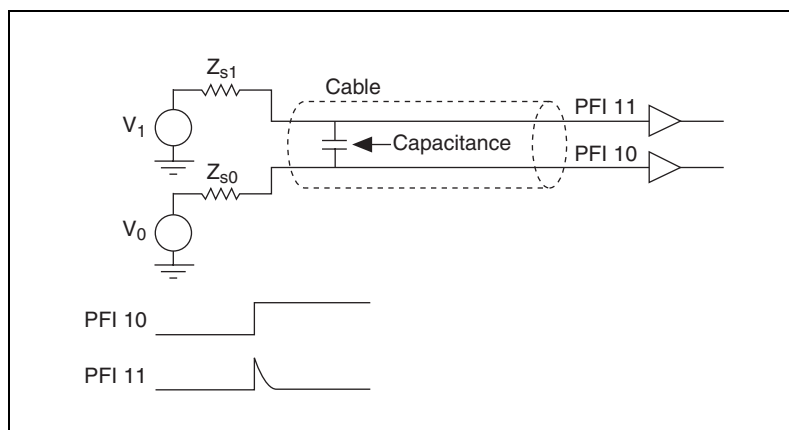 Z_s1
Cable
PFI 11
V_1
Capacitance
PFI 10
Z_s0
V_0
PFI 10
PFI 11